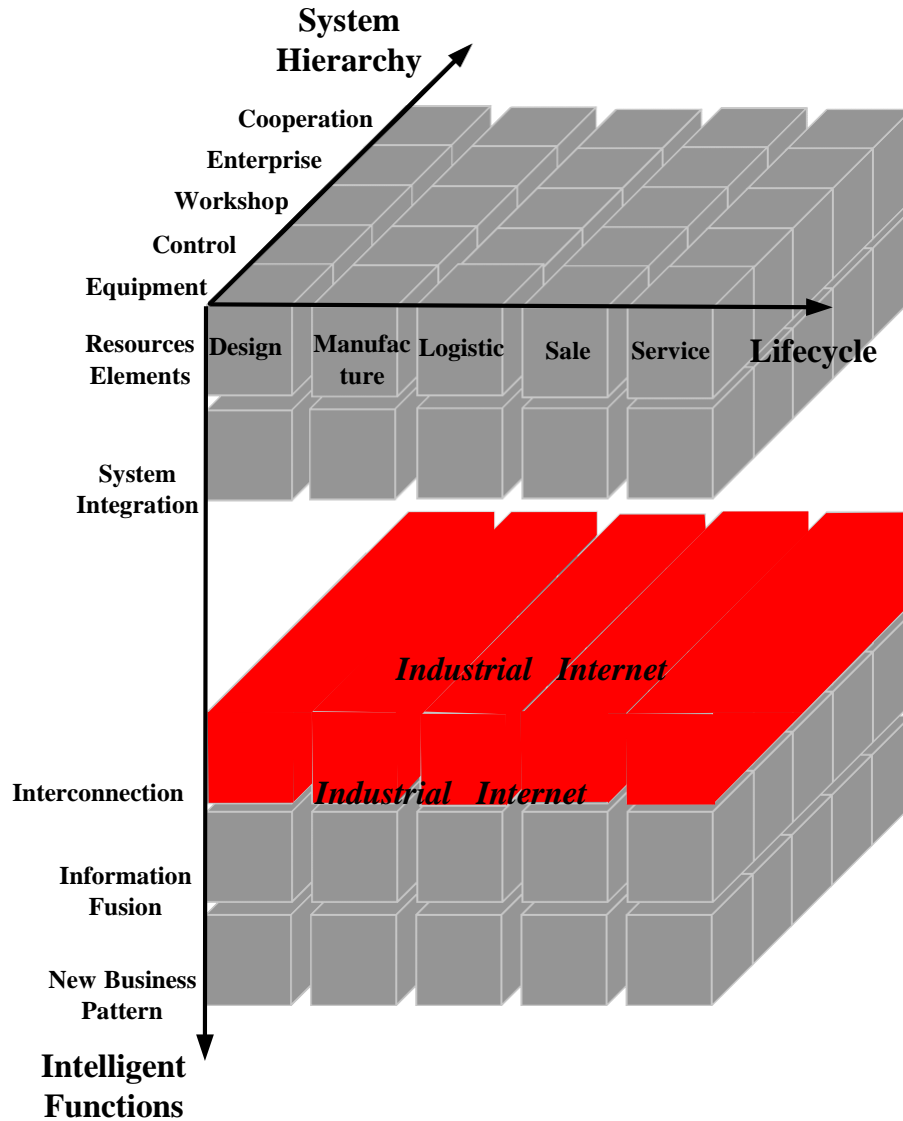 System
Hierarchy
Cooperation
Enterprise
Workshop
Control
Equipment
Resources
Elements
Design
Manufac
ture
Logistic
Sale
Service
Lifecycle
System
Integration
Industrial Internet
Interconnection
Industrial Internet
Information
Fusion
New Business
Pattern
Intelligent
Functions